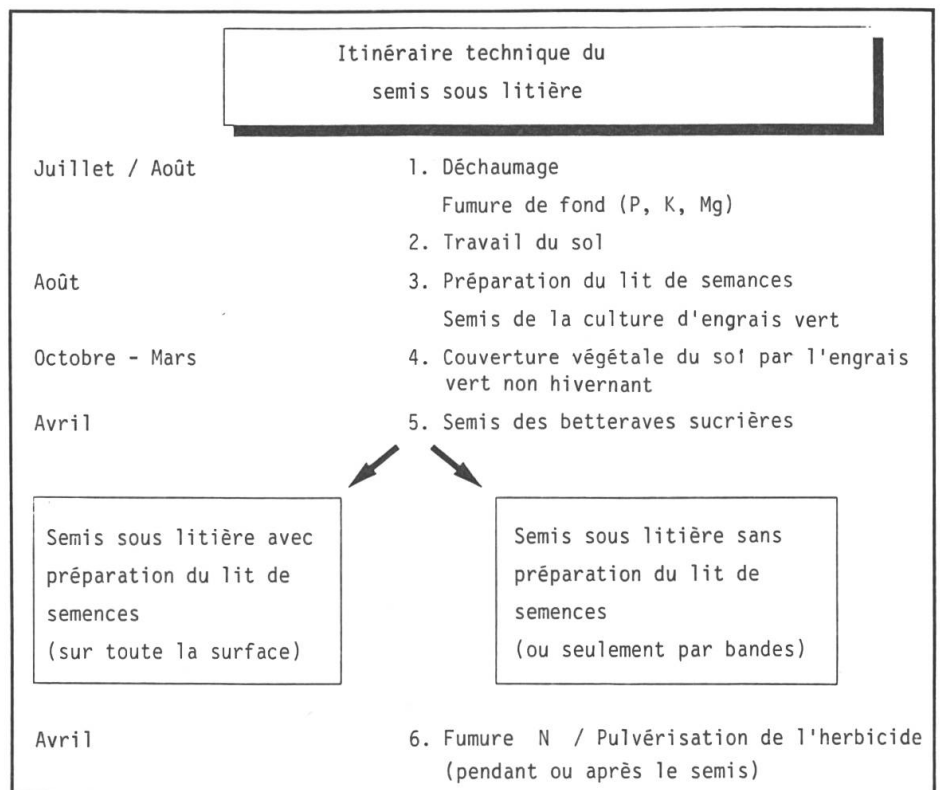 Itinéraire technique du
semis sous litière
Juillet / Août 1. Déchaumage
Fumure de fond (P, K, Mg)
2. Travail du sol
Août 3. Préparation du lit de semances
Semis de la culture d'engrais vert
Octobre - Mars 4. Couverture végétale du sol par l'engrais
vert non hivernant
Avril 5. Semis des betteraves sucrières
Semis sous litière avec
préparation du lit de
semences
(sur toute la surface)
Semis sous litière sans
préparation du lit de
semences
(ou seulement par bandes)
Avril 6. Fumure N / Pulvérisation de l'herbicide
(pendant ou après le semis)